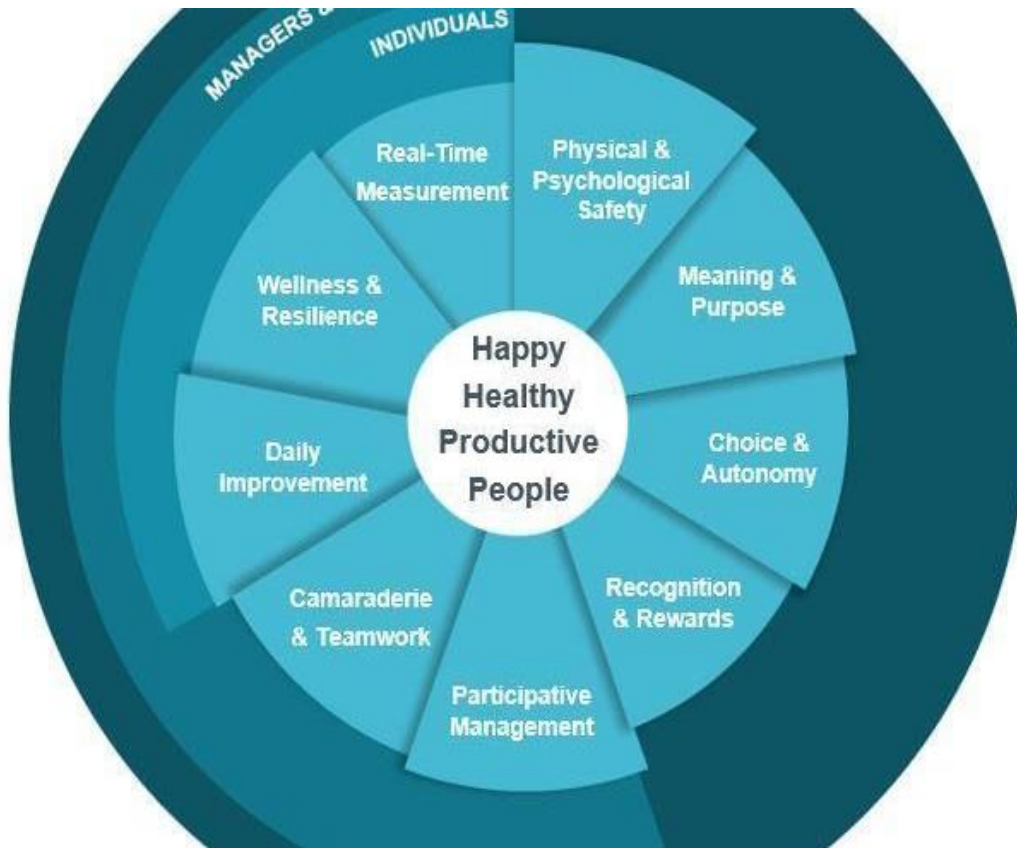 MANAGERS &
INDIVIDUALS
Real-Time
Measurement
Physical &
Psychological
Safety
Meaning &
Purpose
Choice &
Autonomy
Recognition
& Rewards
Participative
Management
Camaraderie
& Teamwork
Daily
Improvement
Wellness &
Resilience
Happy
Healthy
Productive
People